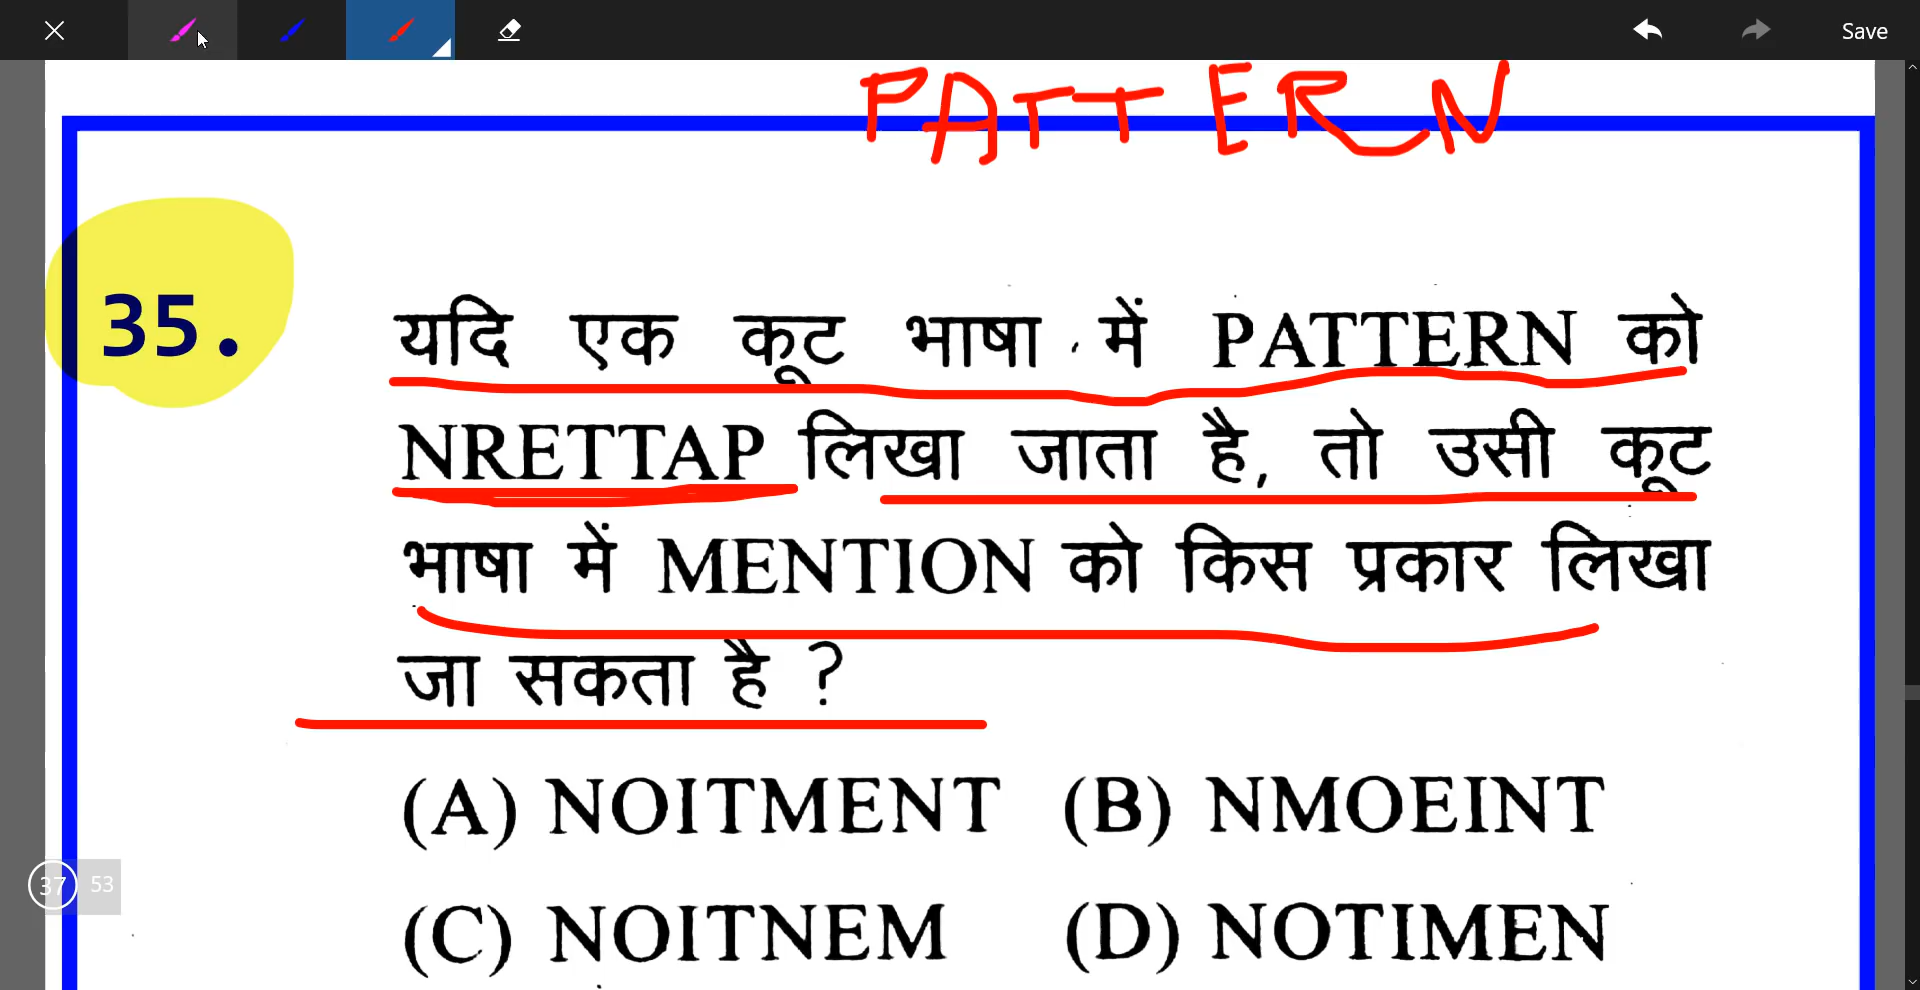 Save
PATTERN
35.
यदि एक कूट भाषा में PATTERN को
NRETTAP लिखा जाता है, तो उसी कूट
भाषा में MENTION को किस प्रकार लिखा
जा सकता है ?
(A) NOITMENT (B) NMOEINT
(C) NOITNEM (D) NOTIMEN
37 53